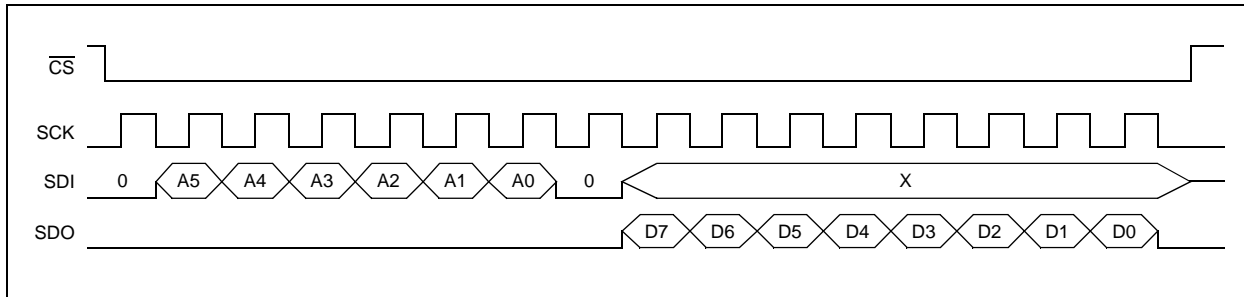 CS
SCK
SDI 0 A5 A4 A3 A2 A1 A0 0 X
SDO D7 D6 D5 D4 D3 D2 D1 D0